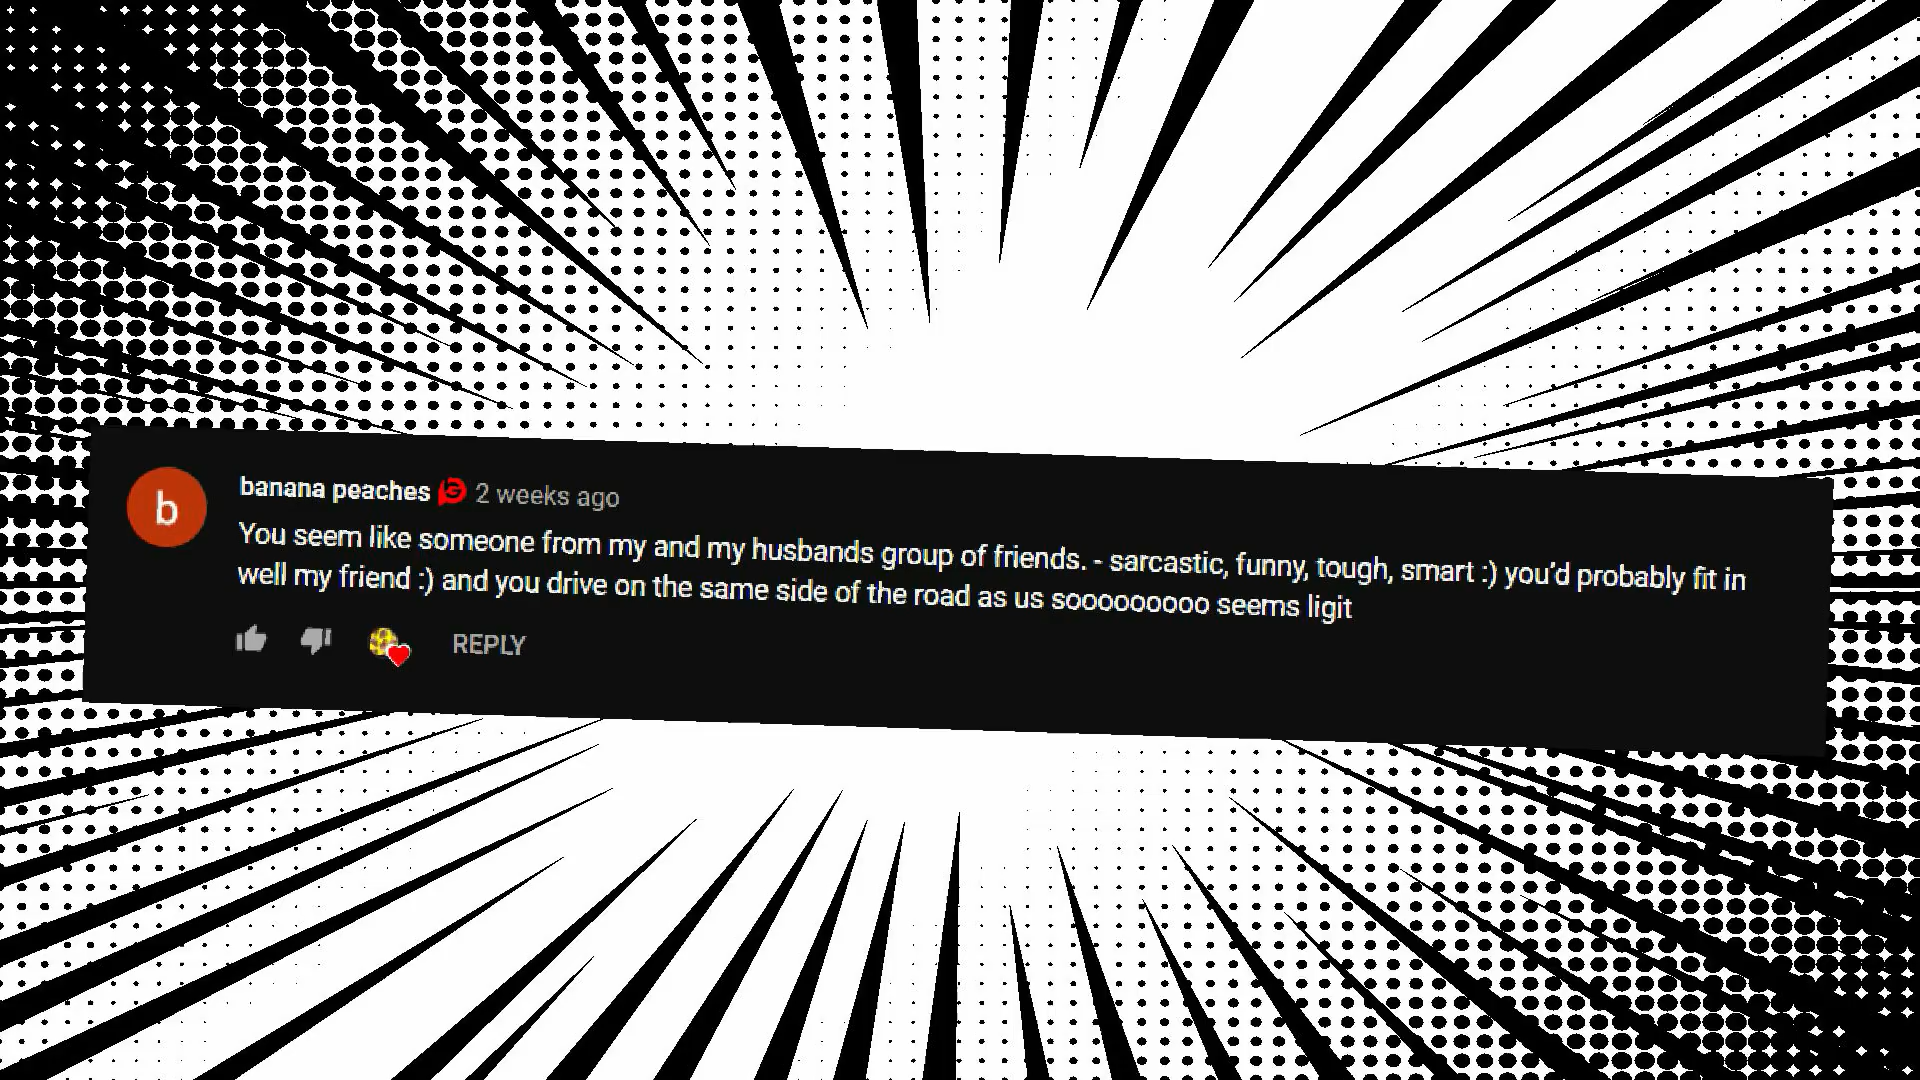 b
banana peaches 2 weeks ago
You seem like someone from my and my husbands group of friends. - sarcastic, funny, tough, smart :) you'd probably fit in
well my friend :) and you drive on the same side of the road as us sooooooooo seems ligit
REPLY